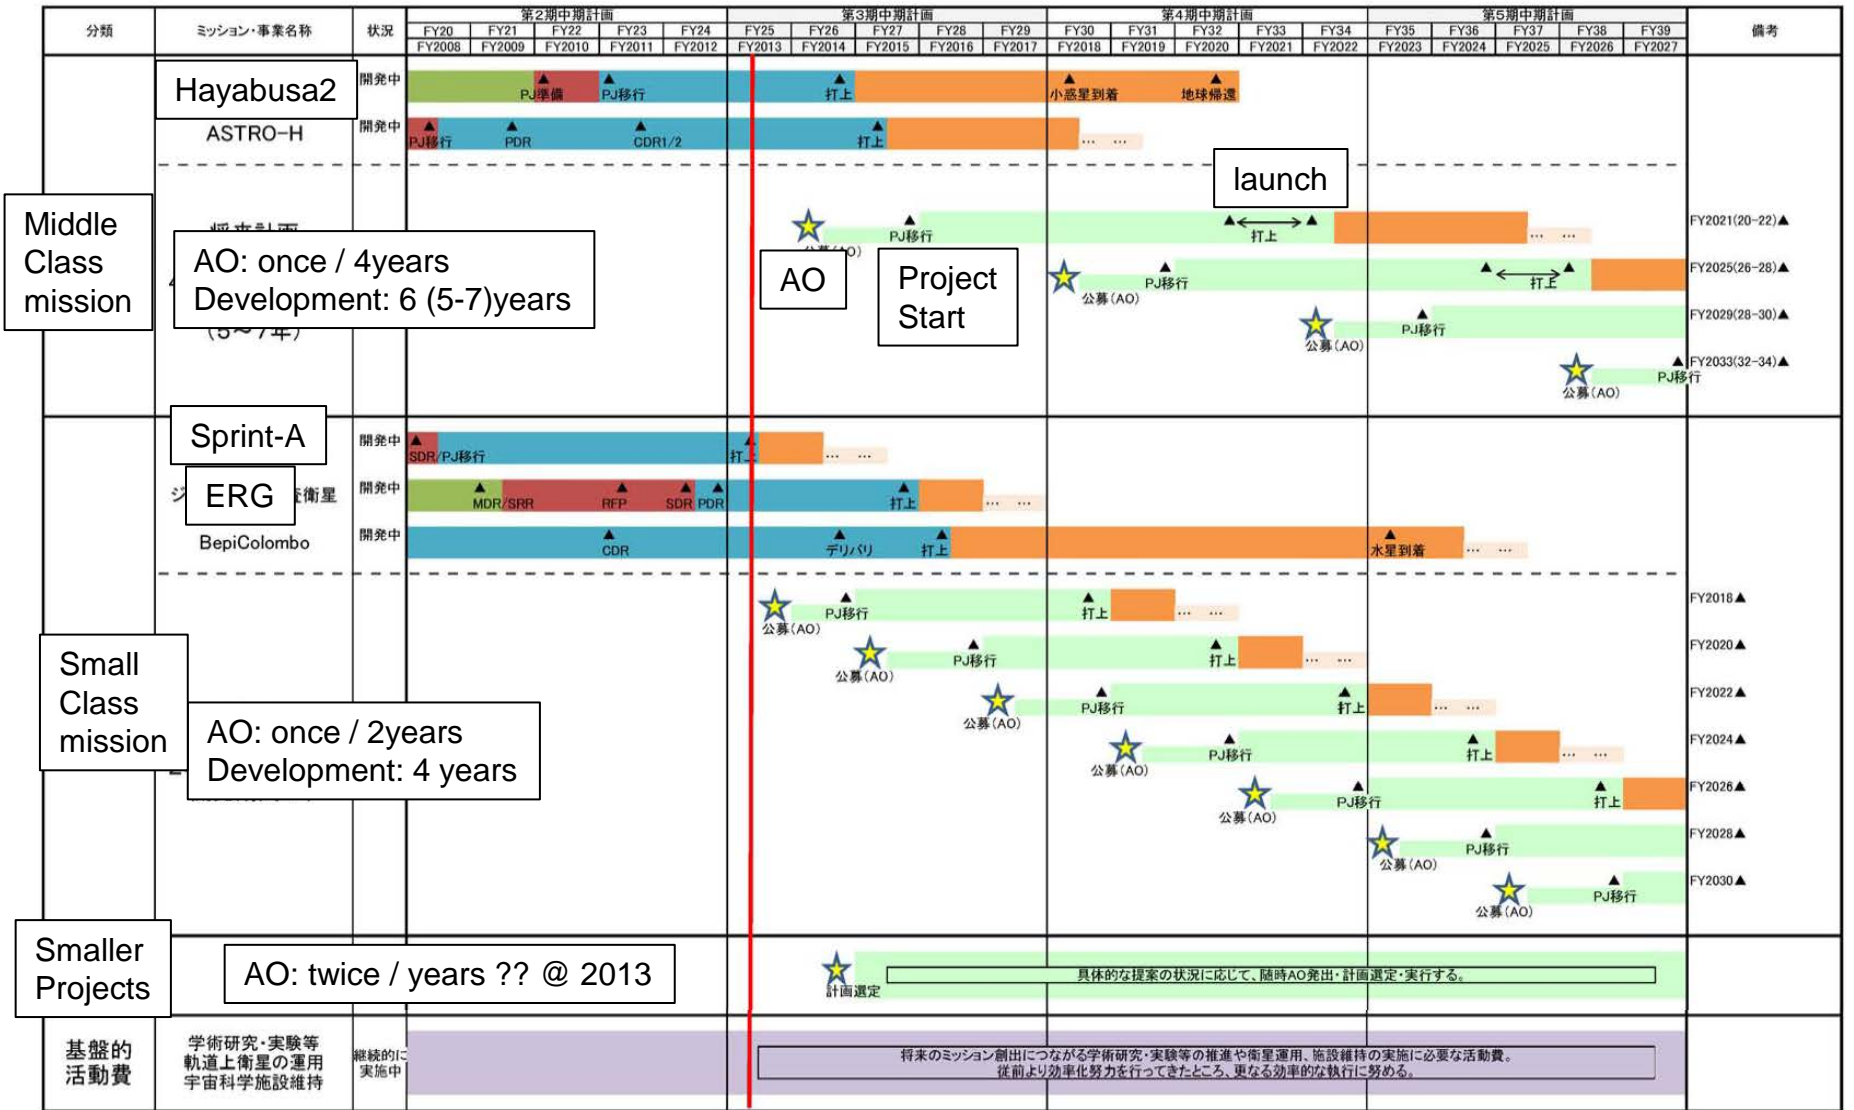 分類
ミッション・事業名称
状況
第2期中期計画
第3期中期計画
第4期中期計画
第5期中期計画
備考
FY20 FY21 FY22 FY23 FY24 FY25 FY26 FY27 FY28 FY29 FY30 FY31 FY32 FY33 FY34 FY35 FY36 FY37 FY38 FY39
FY2008 FY2009 FY2010 FY2011 FY2012 FY2013 FY2014 FY2015 FY2016 FY2017 FY2018 FY2019 FY2020 FY2021 FY2022 FY2023 FY2024 FY2025 FY2026 FY2027
Hayabusa2
開発中
▲ ▲ ▲ ▲ ▲
PJ準備 PJ移行 打上 小惑星到着 地球帰還
ASTRO-H
開発中
▲ ▲ ▲ ▲
PJ移行 PDR CDR1/2 打上 … …
launch
Middle
Class
mission
将来計画
AO: once / 4years
Development: 6 (5-7)years
(5～7年)
▲ ▲ ▲ FY2021(20-22)▲
PJ移行 打上 … …
AO
Project
Start
▲ ▲ ▲ FY2025(26-28)▲
公募(AO) PJ移行 打上
▲ FY2029(28-30)▲
公募(AO) PJ移行
▲ FY2033(32-34)▲
公募(AO) PJ移行
Sprint-A
開発中
▲ ▲
SDR/PJ移行 打上 … …
ERG
査衛星
開発中
▲ ▲ ▲ ▲ ▲
MDR/SRR RFP SDR PDR 打上 … …
BepiColombo
開発中
▲ ▲ ▲ ▲
CDR デリバリ 打上 水星到着 … …
▲ ▲ FY2018▲
公募(AO) PJ移行 打上 … …
▲ ▲ FY2020▲
公募(AO) PJ移行 打上 … …
Small
Class
mission
AO: once / 2years
Development: 4 years
▲ ▲ FY2022▲
公募(AO) PJ移行 打上 … …
▲ ▲ FY2024▲
公募(AO) PJ移行 打上 … …
▲ ▲ FY2026▲
公募(AO) PJ移行 打上
▲ FY2028▲
公募(AO) PJ移行
▲ FY2030▲
公募(AO) PJ移行
Smaller
Projects
AO: twice / years ?? @ 2013
計画選定
具体的な提案の状況に応じて、随時AO発出・計画選定・実行する。
基盤的
活動費
学術研究・実験等
軌道上衛星の運用
宇宙科学施設維持
継続的に
実施中
将来のミッション創出につながる学術研究・実験等の推進や衛星運用、施設維持の実施に必要な活動費。
従前より効率化努力を行ってきたところ、更なる効率的な執行に努める。